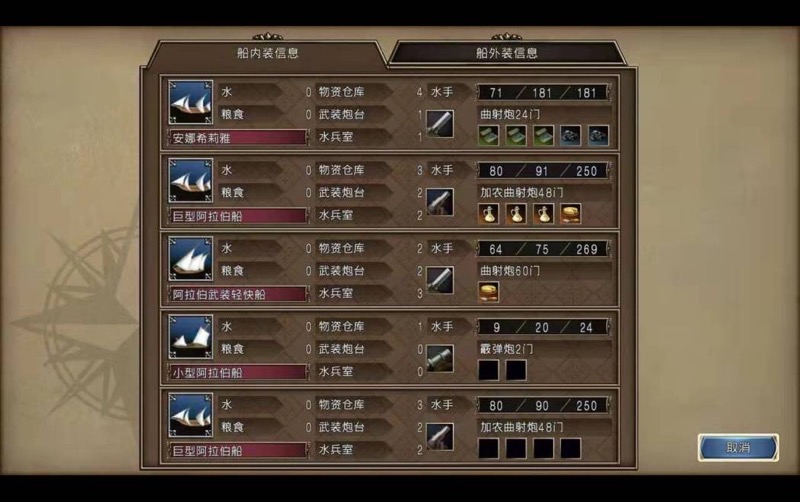 船内装信息 船外装信息
水 0 物资仓库 4 水手 71 / 181 / 181
粮食 0 武装炮台 1 曲射炮24门
安娜希莉雅 水兵室 1
水 0 物资仓库 3 水手 80 / 91 / 250
粮食 0 武装炮台 2 加农曲射炮48门
巨型阿拉伯船 水兵室 2
水 0 物资仓库 2 水手 64 / 75 / 269
粮食 0 武装炮台 2 曲射炮60门
阿拉伯武装轻快船 水兵室 3
水 0 物资仓库 1 水手 9 / 20 / 24
粮食 0 武装炮台 0 霰弹炮2门
小型阿拉伯船 水兵室 0
水 0 物资仓库 3 水手 80 / 90 / 250
粮食 0 武装炮台 2 加农曲射炮48门
巨型阿拉伯船 水兵室 2
取消